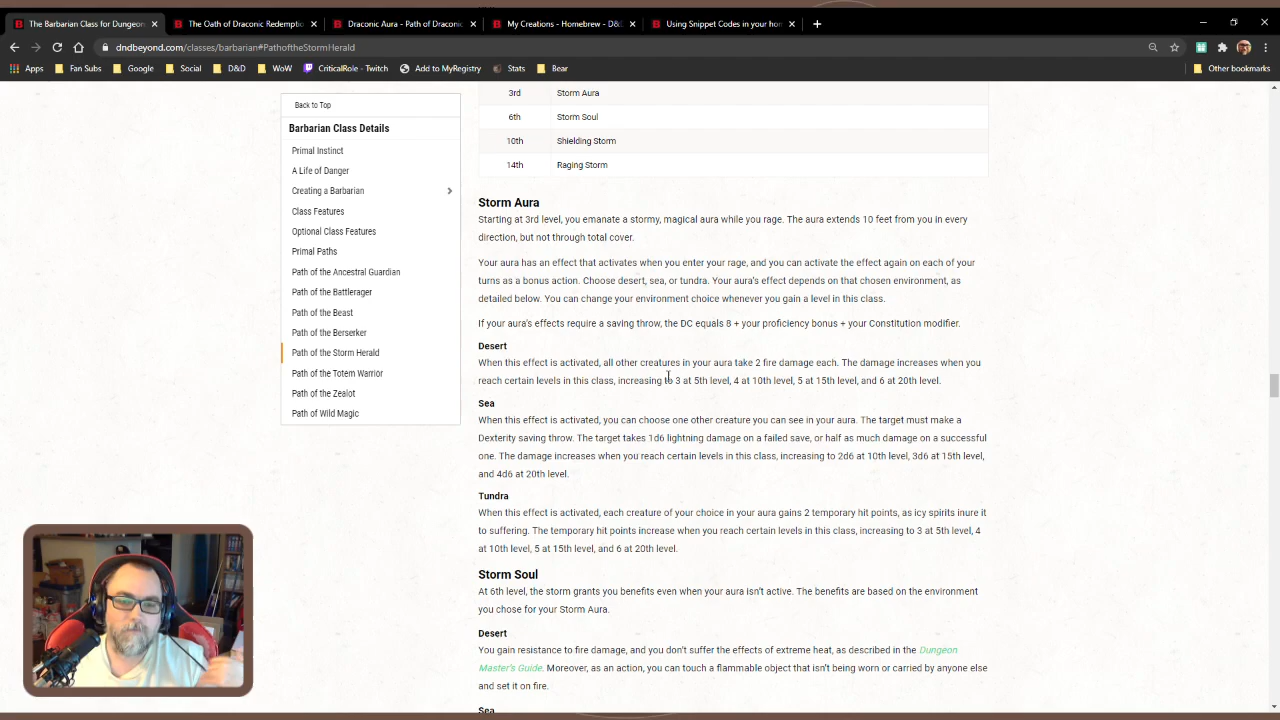 The Barbarian Class for Dungeon
The Oath of Draconic Redemptio
Draconic Aura - Path of Draconic
My Creations - Homebrew - D&D
Using Snippet Codes in your hom
dndbeyond.com/classes/barbarian#PathoftheStormHerald
Apps
Fan Subs
Google
Social
D&D
WoW
CriticalRole - Twitch
Add to MyRegistry
Stats
Bear
Other bookmarks
Back to Top
Barbarian Class Details
Primal Instinct
A Life of Danger
Creating a Barbarian
Class Features
Optional Class Features
Primal Paths
Path of the Ancestral Guardian
Path of the Battlerager
Path of the Beast
Path of the Berserker
Path of the Storm Herald
Path of the Totem Warrior
Path of the Zealot
Path of Wild Magic
3rd Storm Aura
6th Storm Soul
10th Shielding Storm
14th Raging Storm
Storm Aura
Starting at 3rd level, you emanate a stormy, magical aura while you rage. The aura extends 10 feet from you in every
direction, but not through total cover.
Your aura has an effect that activates when you enter your rage, and you can activate the effect again on each of your
turns as a bonus action. Choose desert, sea, or tundra. Your aura's effect depends on that chosen environment, as
detailed below. You can change your environment choice whenever you gain a level in this class.
If your aura's effects require a saving throw, the DC equals 8 + your proficiency bonus + your Constitution modifier.
Desert
When this effect is activated, all other creatures in your aura take 2 fire damage each. The damage increases when you
reach certain levels in this class, increasing to 3 at 5th level, 4 at 10th level, 5 at 15th level, and 6 at 20th level.
Sea
When this effect is activated, you can choose one other creature you can see in your aura. The target must make a
Dexterity saving throw. The target takes 1d6 lightning damage on a failed save, or half as much damage on a successful
one. The damage increases when you reach certain levels in this class, increasing to 2d6 at 10th level, 3d6 at 15th level,
and 4d6 at 20th level.
Tundra
When this effect is activated, each creature of your choice in your aura gains 2 temporary hit points, as icy spirits inure it
to suffering. The temporary hit points increase when you reach certain levels in this class, increasing to 3 at 5th level, 4
at 10th level, 5 at 15th level, and 6 at 20th level.
Storm Soul
At 6th level, the storm grants you benefits even when your aura isn't active. The benefits are based on the environment
you chose for your Storm Aura.
Desert
You gain resistance to fire damage, and you don't suffer the effects of extreme heat, as described in the Dungeon
Master's Guide. Moreover, as an action, you can touch a flammable object that isn't being worn or carried by anyone else
and set it on fire.
Sea